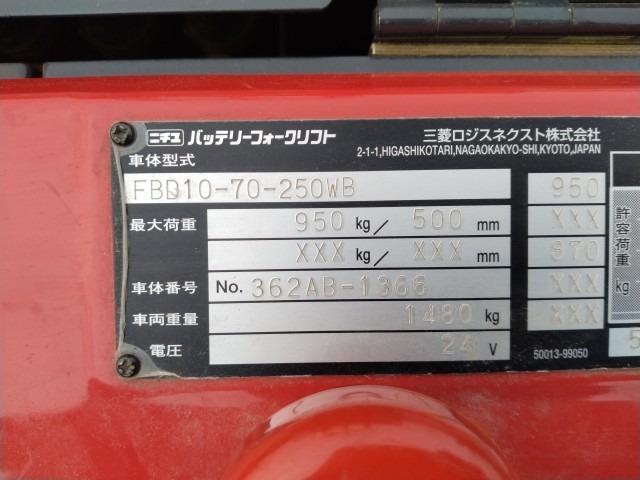 ニチユ バッテリーフォークリフト 三菱ロジスネクスト株式会社
2-1-1,HIGASHIKOTARI,NAGAOKAKYO-SHI,KYOTO,JAPAN
車体型式
FBD10-70-250WB 950
最大荷重 950 kg/ 500 mm XXX
XXX kg/ XXX mm 870
車体番号 No. 362AB-1366 XXX
車両重量 1480 kg XXX
電圧 24 V 50013-99050 5
許容荷重
kg